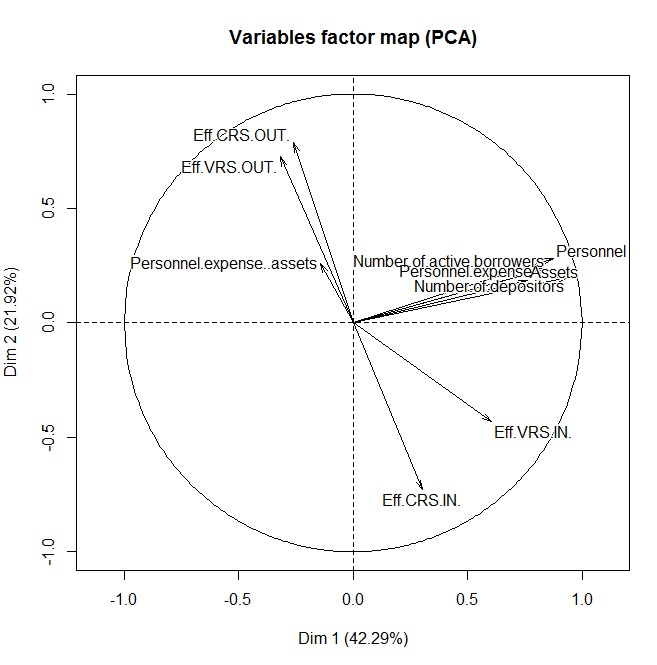 Variables factor map (PCA)
1.0
Eff.CRS.OUT.
Eff.VRS.OUT.
0.5
Personnel
Number of active.borrowers
Personnel.expense..assets
Personnel.expense
Assets
Number.of.depositors
0.0
Dim 2 (21.92%)
Eff.VRS.IN.
-0.5
Eff.CRS.IN.
-1.0
-1.0 -0.5 0.0 0.5 1.0
Dim 1 (42.29%)